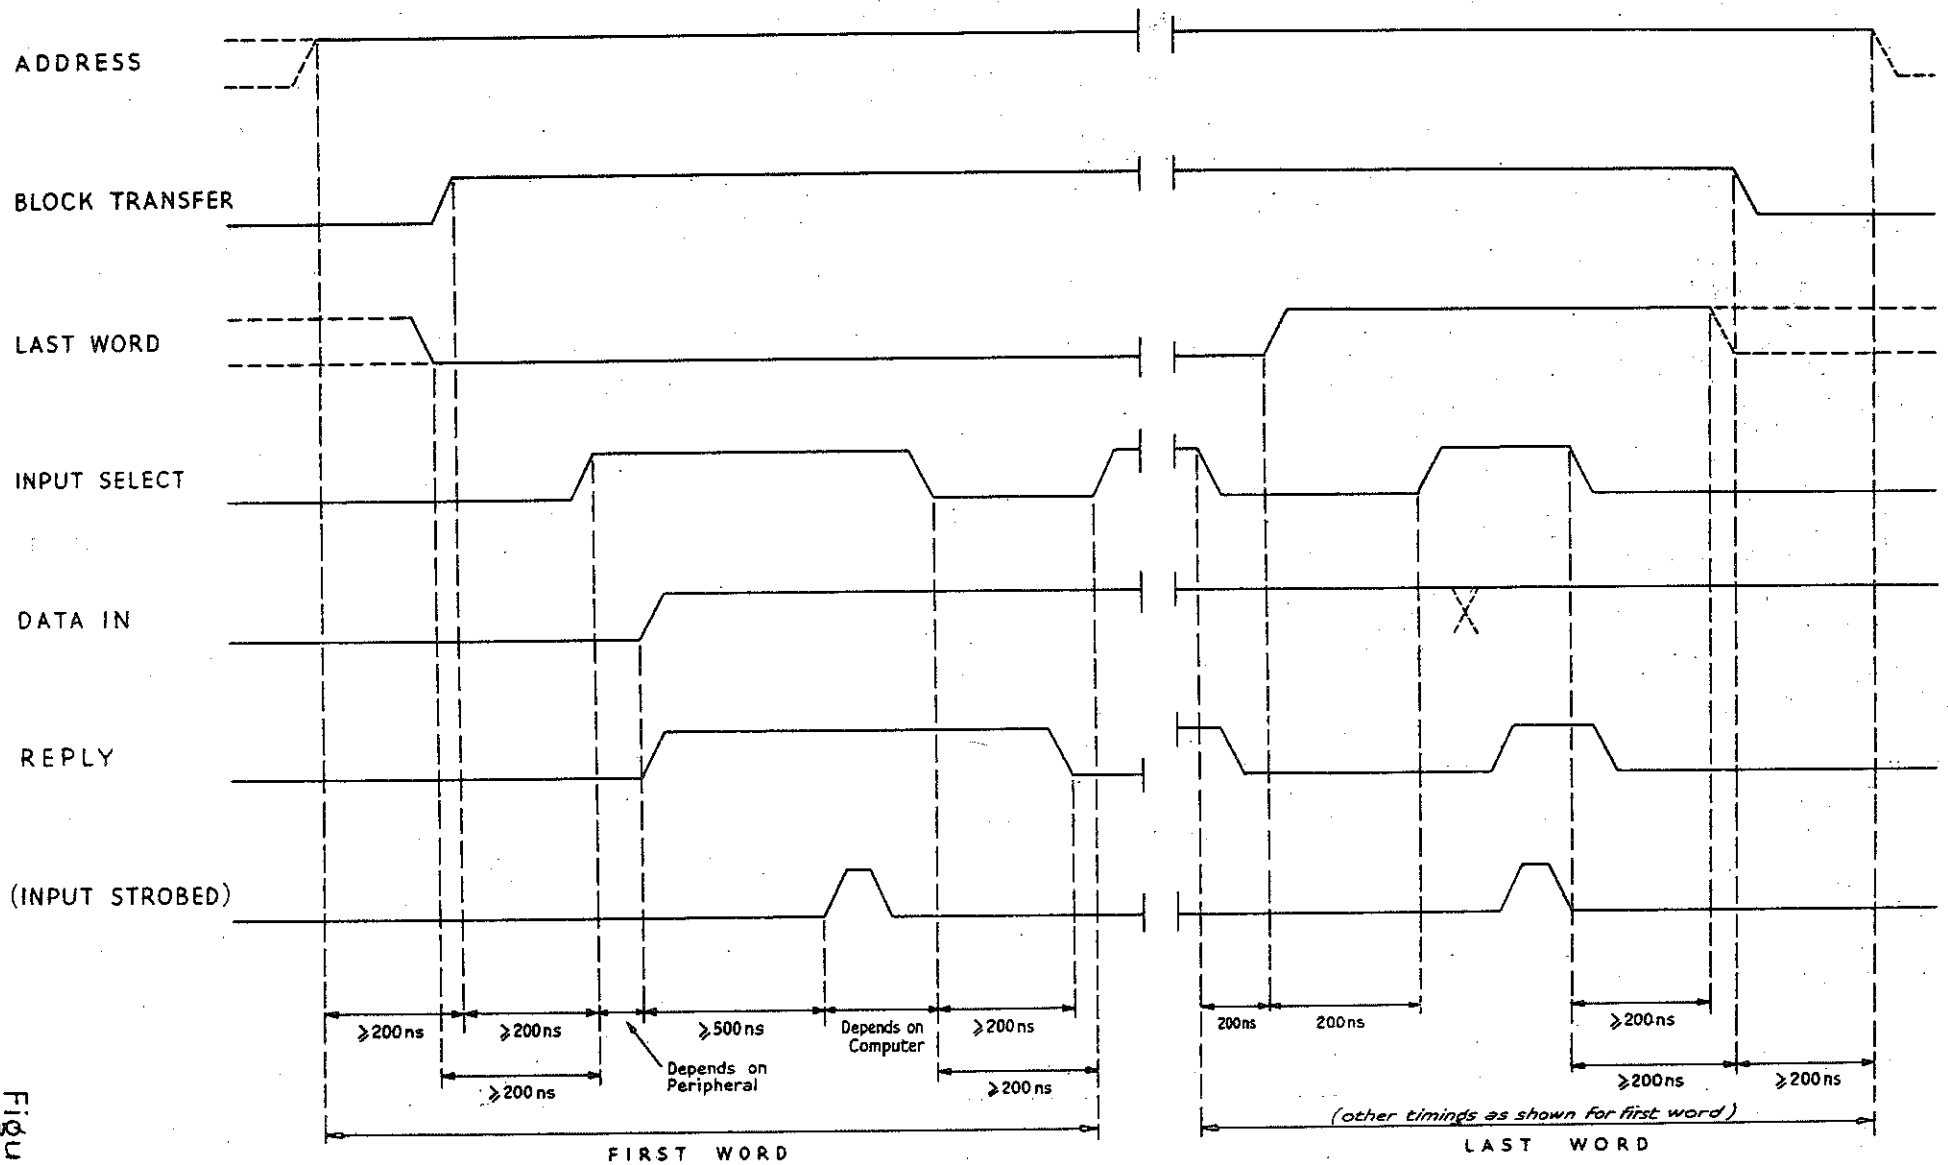 ADDRESS
BLOCK TRANSFER
LAST WORD
INPUT SELECT
DATA IN
REPLY
(INPUT STROBED)
⩾200ns
⩾200ns
⩾500ns
Depends on
Computer
⩾200ns
200ns
200ns
⩾200ns
Depends on
Peripheral
⩾200ns
⩾200ns
⩾200ns
⩾200ns
(other timings as shown for first word)
FIRST WORD
LAST WORD
Figu